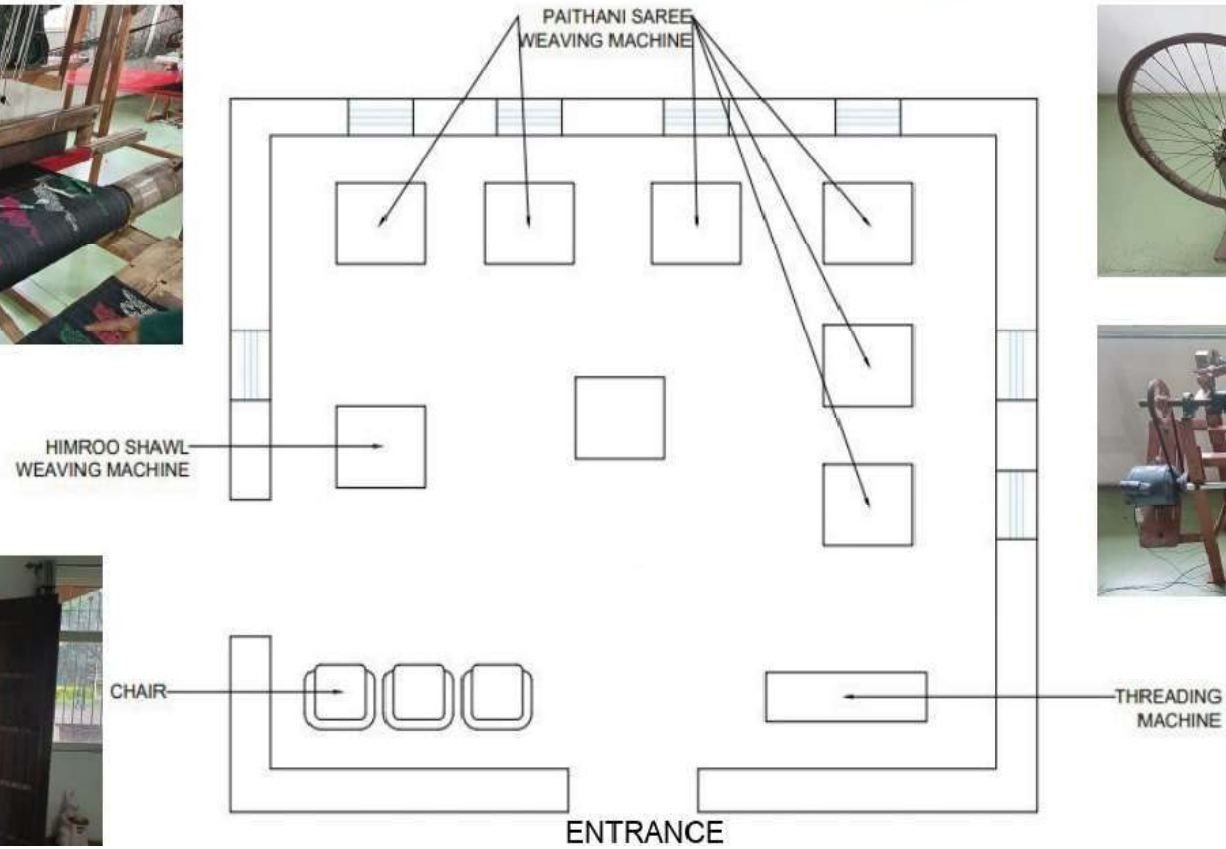 PAITHANI SAREE
WEAVING MACHINE
HIMROO SHAWL
WEAVING MACHINE
CHAIR
THREADING
MACHINE
ENTRANCE